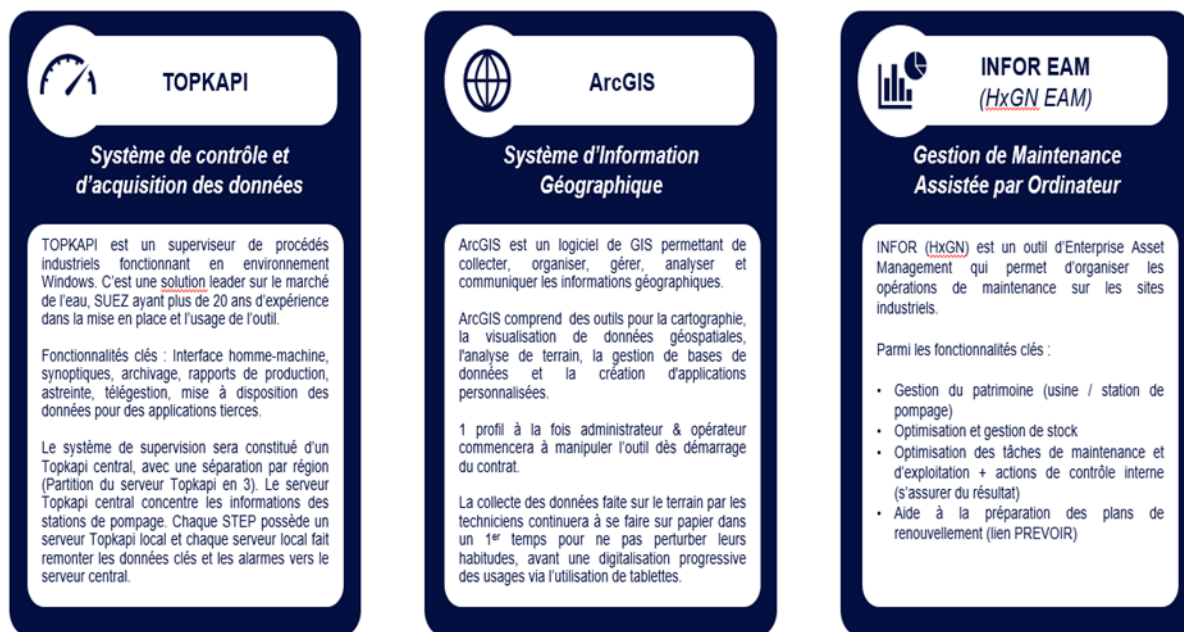 TOPKAPI
Système de contrôle et
d'acquisition des données
TOPKAPI est un superviseur de procédés
industriels fonctionnant en environnement
Windows. C'est une solution leader sur le marché
de l'eau, SUEZ ayant plus de 20 ans d'expérience
dans la mise en place et l'usage de l'outil.
Fonctionnalités clés : Interface homme-machine,
synoptiques, archivage, rapports de production,
astreinte, télégestion, mise à disposition des
données pour des applications tierces.
Le système de supervision sera constitué d'un
Topkapi central, avec une séparation par région
(Partition du serveur Topkapi en 3). Le serveur
Topkapi central concentre les informations des
stations de pompage. Chaque STEP possède un
serveur Topkapi local et chaque serveur local fait
remonter les données clés et les alarmes vers le
serveur central.
ArcGIS
Système d'Information
Géographique
ArcGIS est un logiciel de GIS permettant de
collecter, organiser, gérer, analyser et
communiquer les informations géographiques.
ArcGIS comprend des outils pour la cartographie,
la visualisation de données géospatiales,
l'analyse de terrain, la gestion de bases de
données et la création d'applications
personnalisées.
1 profil à la fois administrateur & opérateur
commencera à manipuler l'outil dès démarrage
du contrat.
La collecte des données faite sur le terrain par les
techniciens continuera à se faire sur papier dans
un 1er temps pour ne pas perturber leurs
habitudes, avant une digitalisation progressive
des usages via l'utilisation de tablettes.
INFOR EAM
(HxGN EAM)
Gestion de Maintenance
Assistée par Ordinateur
INFOR (HxGN) est un outil d'Enterprise Asset
Management qui permet d'organiser les
opérations de maintenance sur les sites
industriels.
Parmi les fonctionnalités clés :
• Gestion du patrimoine (usine / station de
pompage)
• Optimisation et gestion de stock
• Optimisation des tâches de maintenance et
d'exploitation + actions de contrôle interne
(s'assurer du résultat)
• Aide à la préparation des plans de
renouvellement (lien PREVOIR)